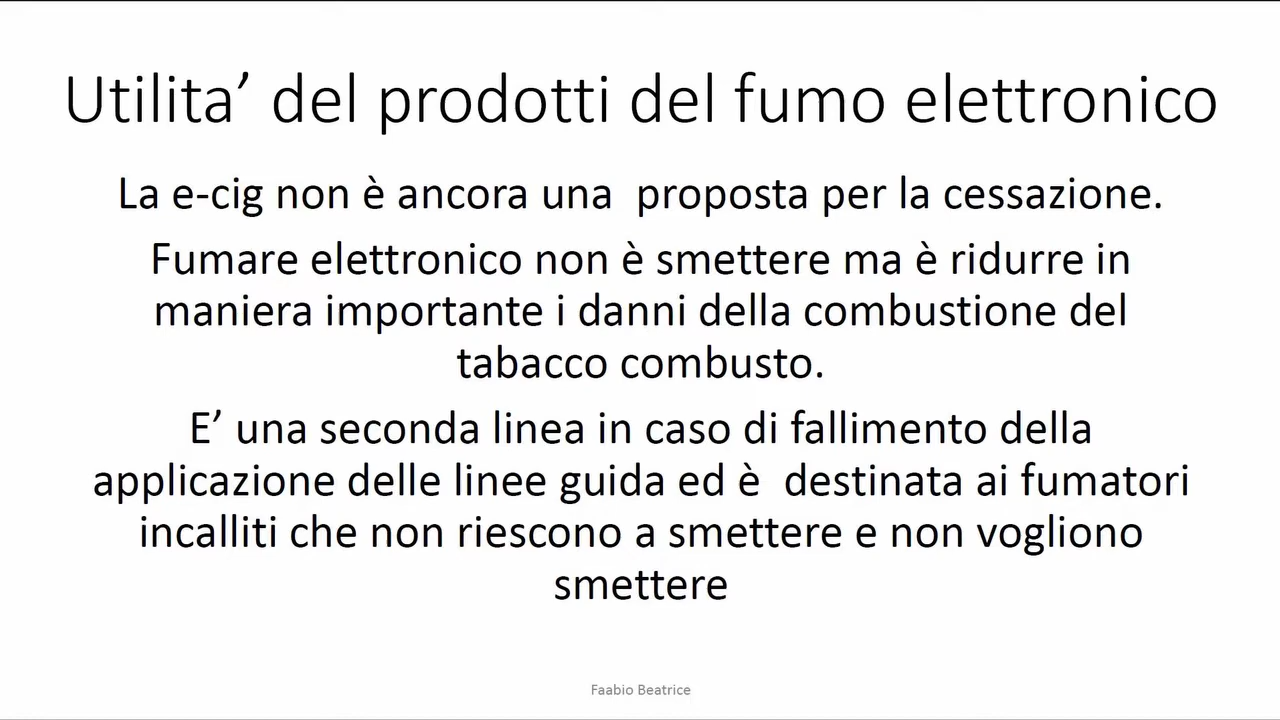 Utilita’ del prodotti del fumo elettronico
La e-cig non è ancora una  proposta per la cessazione.
Fumare elettronico non è smettere ma è ridurre in
maniera importante i danni della combustione del
tabacco combusto.
E’ una seconda linea in caso di fallimento della
applicazione delle linee guida ed è  destinata ai fumatori
incalliti che non riescono a smettere e non vogliono
smettere
Faabio Beatrice